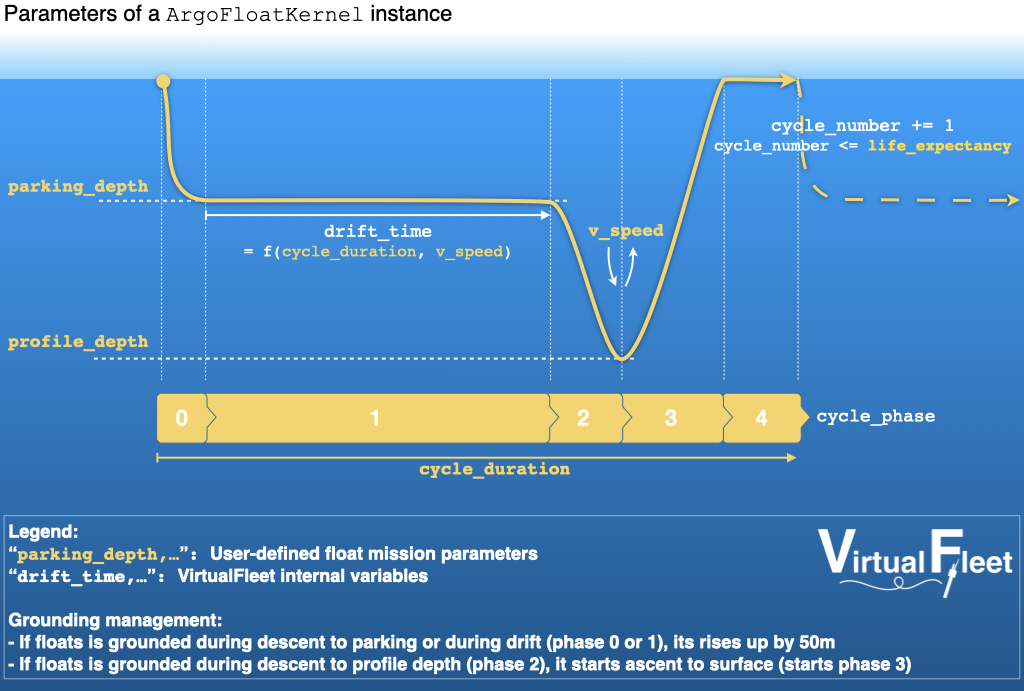 Parameters of a ArgoFloatKernel instance
cycle_number += 1
cycle_number <= life_expectancy
parking_depth
drift_time
= f(cycle_duration, v_speed)
v_speed
profile_depth
0 1 2 3 4 cycle_phase
cycle_duration
Legend:
“parking_depth,…”: User-defined float mission parameters
“drift_time,…”: VirtualFleet internal variables
VirtualFleet
Grounding management:
- If floats is grounded during descent to parking or during drift (phase 0 or 1), its rises up by 50m
- If floats is grounded during descent to profile depth (phase 2), it starts ascent to surface (starts phase 3)